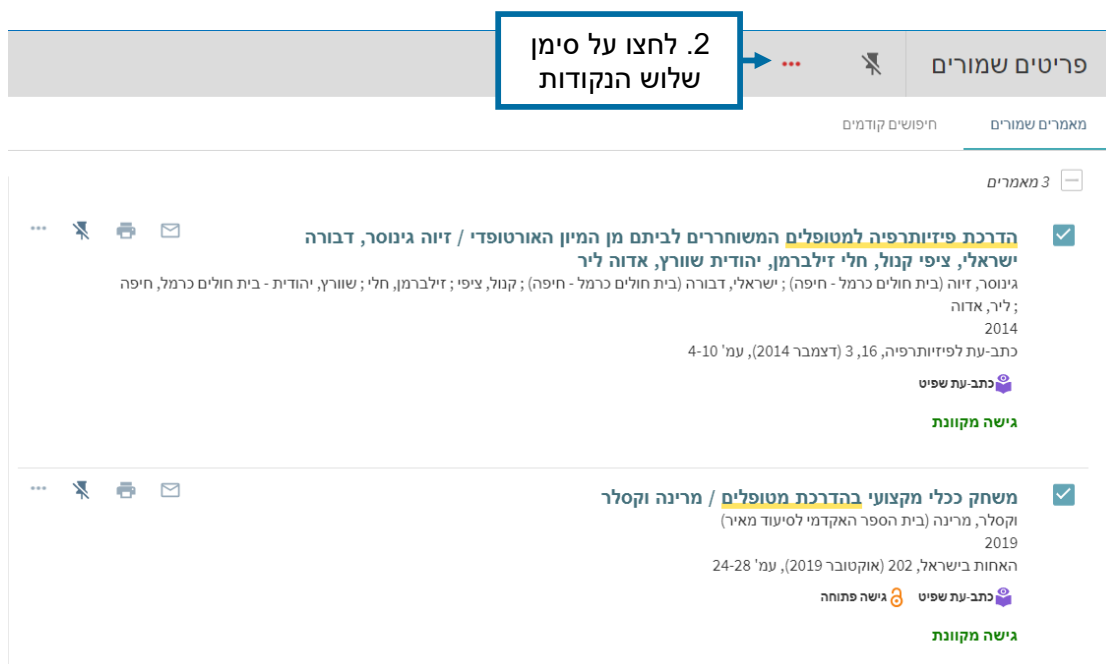 2. לחצו על סימן
שלוש הנקודות
פריטים שמורים
מאמרים שמורים
חיפושים קודמים
3 מאמרים
הדרכת פיזיותרפיה למטופלים המשוחררים לביתם מן המיון האורטופדי / זיוה גינוסר, דבורה
ישראלי, ציפי קנול, חלי זילברמן, יהודית שוורץ, אדוה ליר
גינוסר, זיוה (בית חולים כרמל - חיפה) ; ישראלי, דבורה (בית חולים כרמל - חיפה) ; קנול, ציפי ; זילברמן, חלי ; שוורץ, יהודית - בית חולים כרמל, חיפה
; ליר, אדוה
2014
כתב-עת לפיזיותרפיה, 16, 3 (דצמבר 2014), עמ' 4-10
כתב-עת שפיט
גישה מקוונת
משחק ככלי מקצועי בהדרכת מטופלים / מרינה וקסלר
וקסלר, מרינה (בית הספר האקדמי לסיעוד מאיר)
2019
האחות בישראל, 202 (אוקטובר 2019), עמ' 24-28
כתב-עת שפיט גישה פתוחה
גישה מקוונת